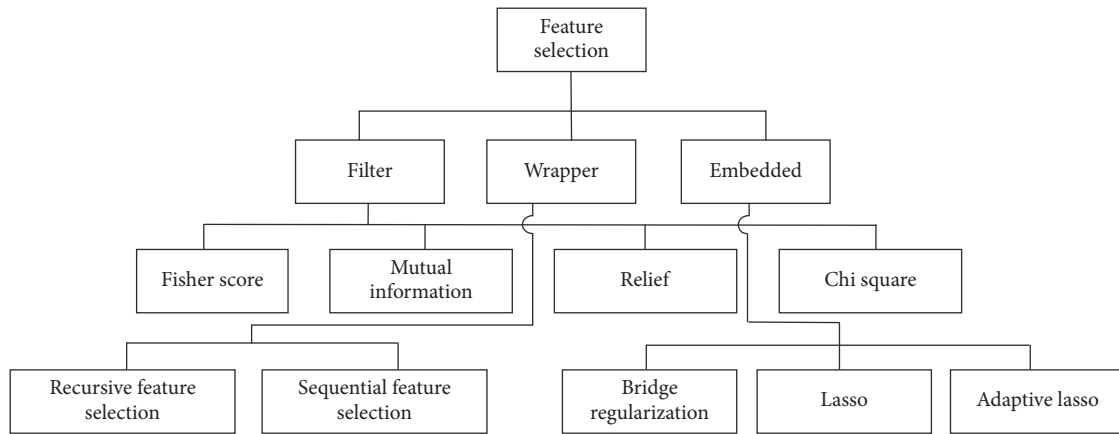 Feature
selection
Filter
Wrapper
Embedded
Fisher score
Mutual
information
Relief
Chi square
Recursive feature
selection
Sequential feature
selection
Bridge
regularization
Lasso
Adaptive lasso